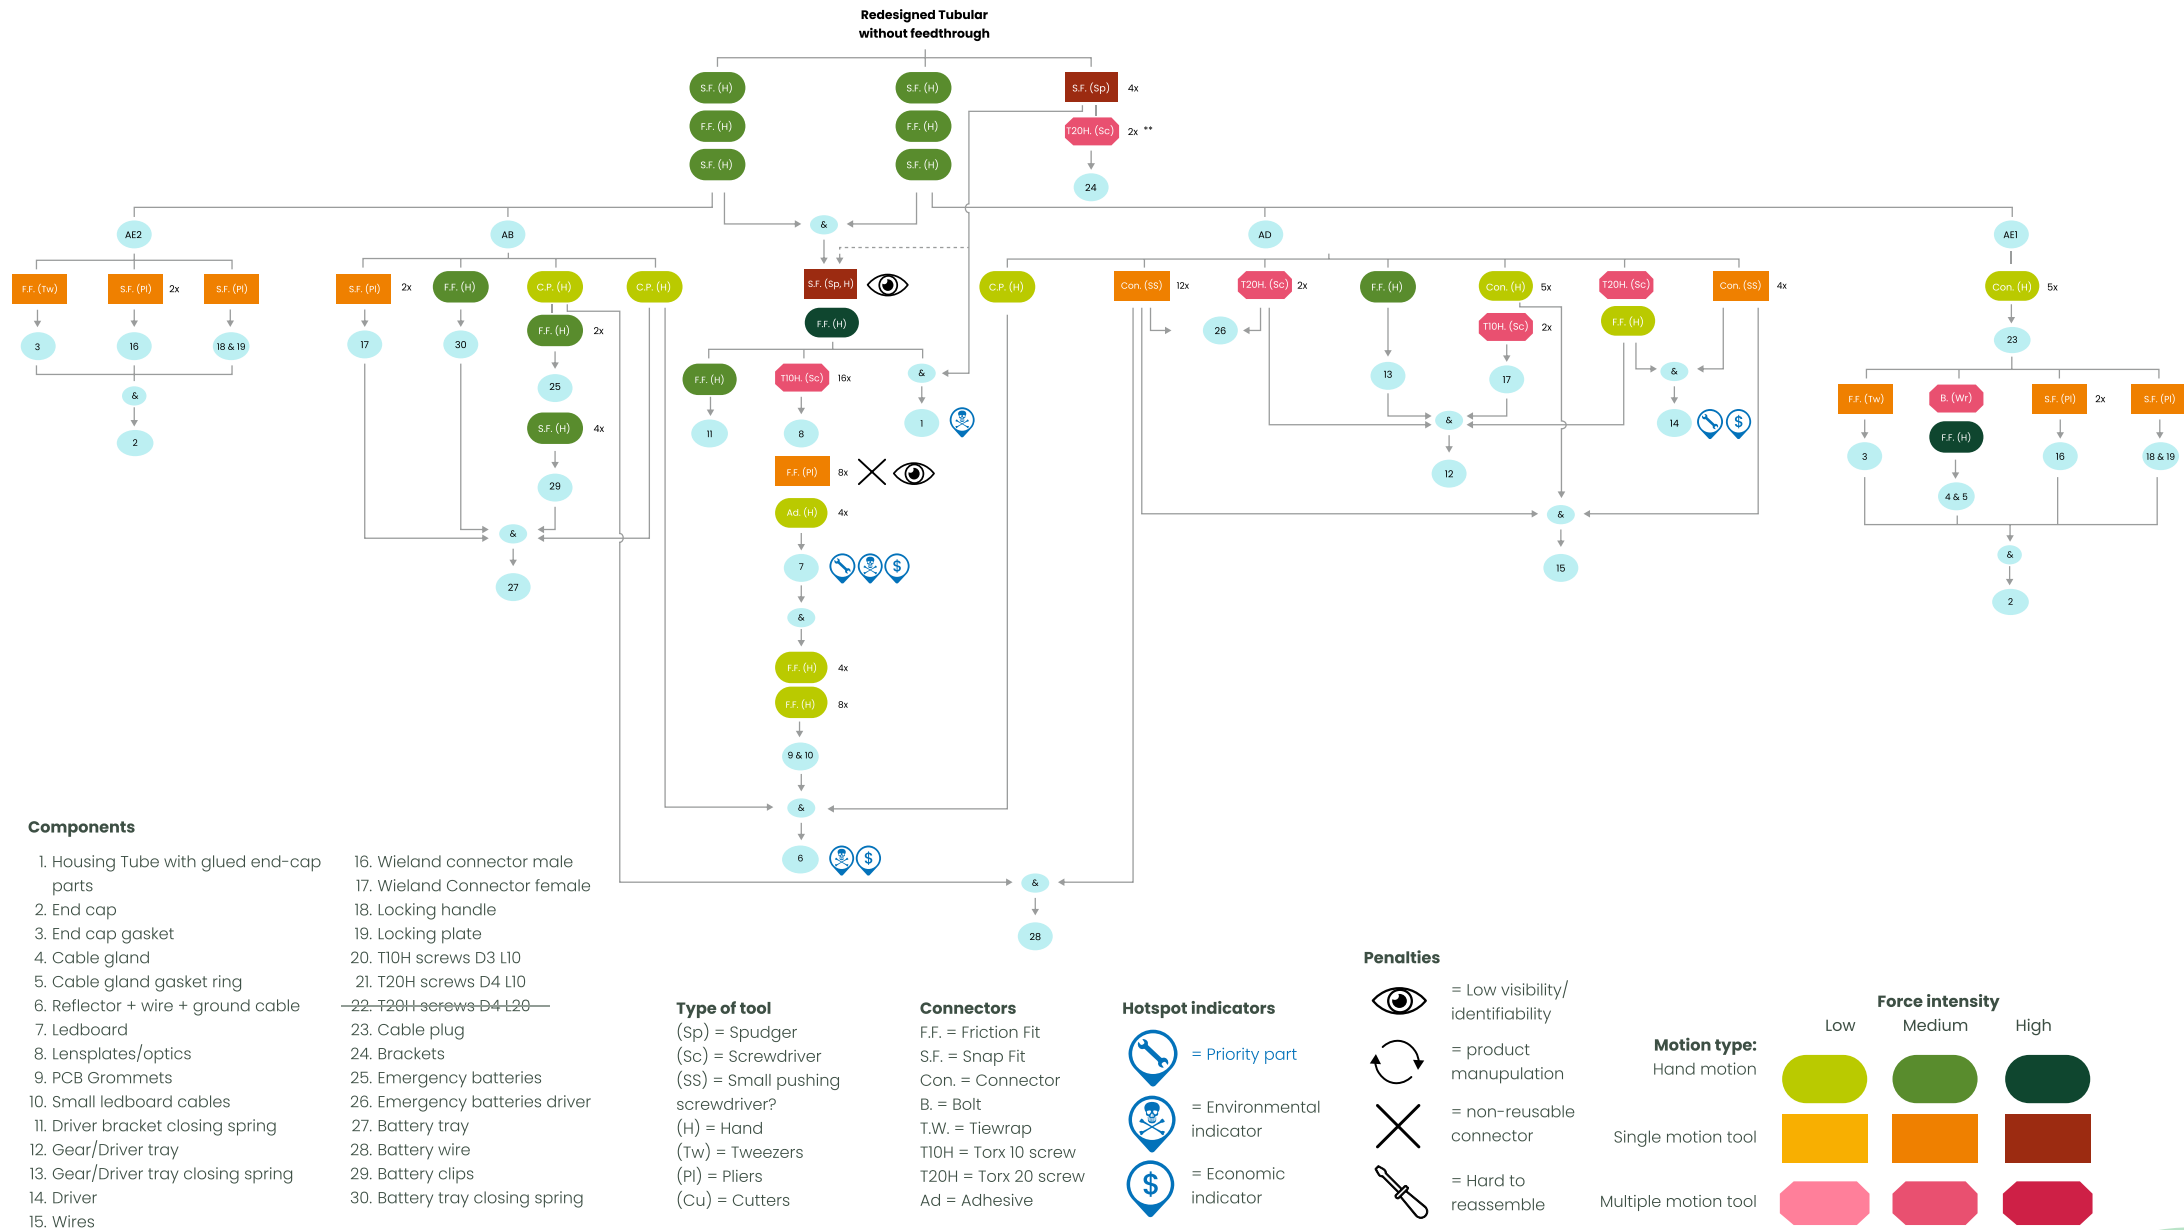 Redesigned Tubular
without feedthrough
S.F. (H)
S.F. (H)
S.F. (Sp) 4x
F.F. (H)
F.F. (H)
T20H. (Sc) 2x **
S.F. (H)
S.F. (H)
24
&
AE2
AB
AD
AE1
F.F. (Tw)
S.F. (Pl) 2x
S.F. (Pl)
S.F. (Pl) 2x
F.F. (H)
C.P. (H)
C.P. (H)
S.F. (Sp, H)
C.P. (H)
Con. (SS) 12x
T20H. (Sc) 2x
F.F. (H)
Con. (H) 5x
T20H. (Sc)
Con. (SS) 4x
Con. (H) 5x
F.F. (H) 2x
F.F. (H)
26
T10H. (Sc) 2x
F.F. (H)
3
16
18 & 19
17
30
23
25
F.F. (H)
T10H. (Sc) 16x
&
13
17
&
&
2
S.F. (H) 4x
11
8
1
&
14
F.F. (Tw)
B. (Wr)
S.F. (Pl) 2x
S.F. (Pl)
F.F. (H)
29
F.F. (Pl) 8x
12
3
16
18 & 19
4 & 5
&
Ad. (H) 4x
&
&
27
7
15
2
&
F.F. (H) 4x
F.F. (H) 8x
9 & 10
&
6
&
28
Components
1. Housing Tube with glued end-cap
parts
2. End cap
3. End cap gasket
4. Cable gland
5. Cable gland gasket ring
6. Reflector + wire + ground cable
7. Ledboard
8. Lensplates/optics
9. PCB Grommets
10. Small ledboard cables
11. Driver bracket closing spring
12. Gear/Driver tray
13. Gear/Driver tray closing spring
14. Driver
15. Wires
16. Wieland connector male
17. Wieland Connector female
18. Locking handle
19. Locking plate
20. T10H screws D3 L10
21. T20H screws D4 L10
22. T20H screws D4 L20
23. Cable plug
24. Brackets
25. Emergency batteries
26. Emergency batteries driver
27. Battery tray
28. Battery wire
29. Battery clips
30. Battery tray closing spring
Type of tool
(Sp) = Spudger
(Sc) = Screwdriver
(SS) = Small pushing
screwdriver?
(H) = Hand
(Tw) = Tweezers
(Pl) = Pliers
(Cu) = Cutters
Connectors
F.F. = Friction Fit
S.F. = Snap Fit
Con. = Connector
B. = Bolt
T.W. = Tiewrap
T10H = Torx 10 screw
T20H = Torx 20 screw
Ad = Adhesive
Hotspot indicators
= Priority part
= Environmental
indicator
$ = Economic
indicator
Penalties
= Low visibility/
identifiability
= product
manupulation
= non-reusable
connector
= Hard to
reassemble
Force intensity
Low Medium High
Motion type:
Hand motion
Single motion tool
Multiple motion tool